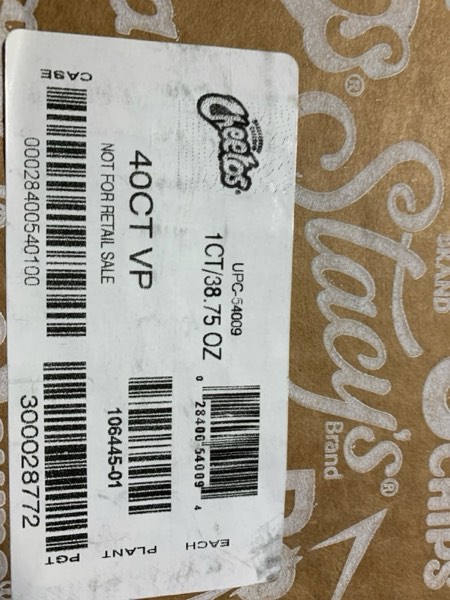 Cheetos
UPC-54009
1CT/38.75 OZ
40CT VP
NOT FOR RETAIL SALE
CASE
00028400540100
0 28400 54009 4
EACH
106445-01
PLANT
300028772
PGT
Stacy's®
Brand
BRAND
CHIPS